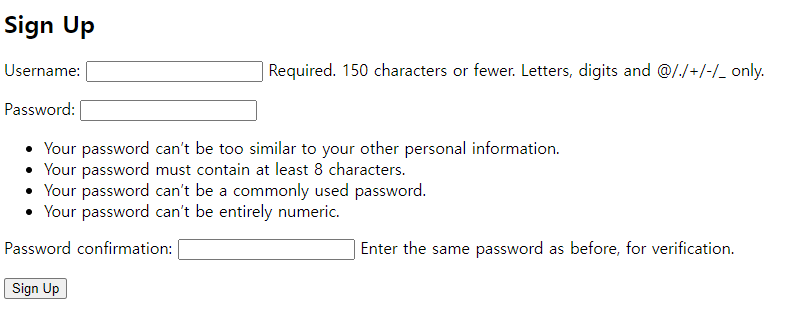 Sign Up
Username: Required. 150 characters or fewer. Letters, digits and @/./+/-/_ only.
Password:
• Your password can't be too similar to your other personal information.
• Your password must contain at least 8 characters.
• Your password can't be a commonly used password.
• Your password can't be entirely numeric.
Password confirmation: Enter the same password as before, for verification.
Sign Up